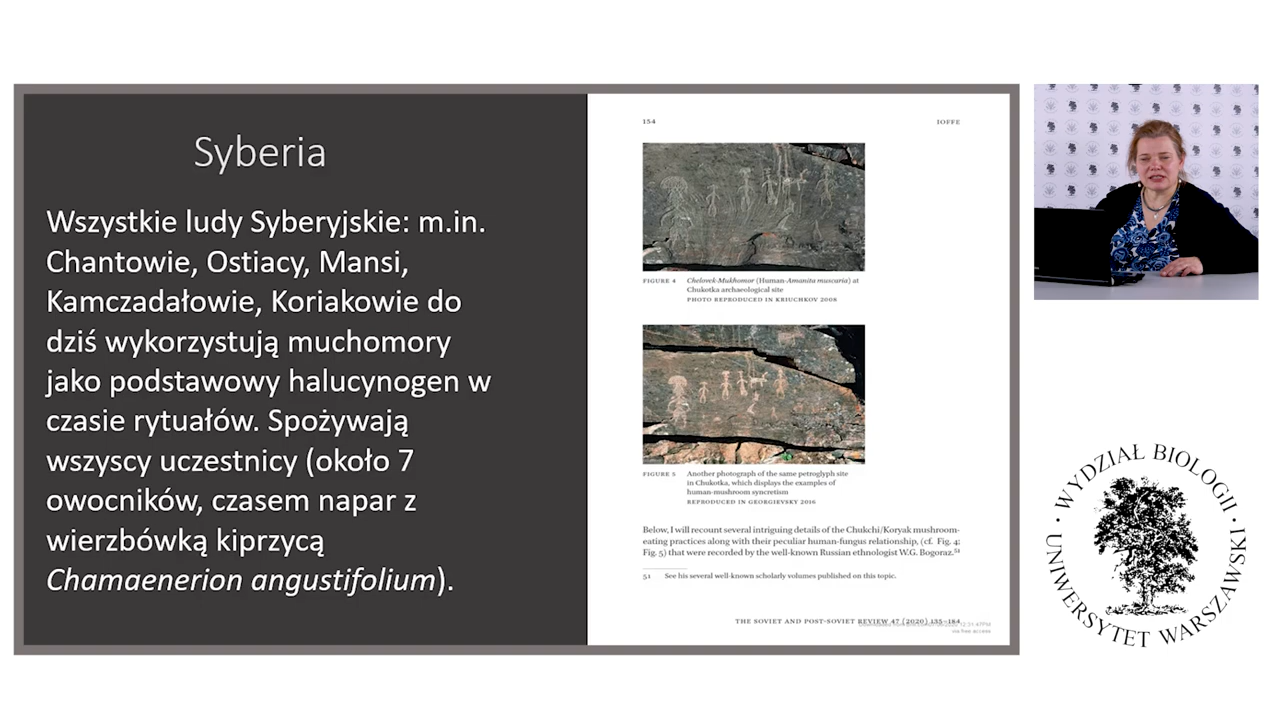 Syberia
Wszystkie ludy Syberyjskie: m.in.
Chantowie, Ostiacy, Mansi,
Kamczadałowie, Koriakowie do
dziś wykorzystują muchomory
jako podstawowy halucynogen w
czasie rytuałów. Spożywają
wszyscy uczestnicy (około 7
owocników, czasem napar z
wierzbówką kiprzycą
Chamaenerion angustifolium).
154 IOFFE
FIGURE 4 Chelovek-Mukhomor (Human-Amanita muscaria) at
Chukotka archaeological site
PHOTO REPRODUCED IN KRIUCHKOV 2008
FIGURE 5 Another photograph of the same petroglyph site
in Chukotka, which displays the examples of
human-mushroom syncretism
REPRODUCED IN GEORGIEVSKY 2016
Below, I will recount several intriguing details of the Chukchi/Koryak mushroom-
eating practices along with their peculiar human-fungus relationship, (cf. Fig. 4;
Fig. 5) that were recorded by the well-known Russian ethnologist W.G. Bogoraz.51
51 See his several well-known scholarly volumes published on this topic.
THE SOVIET AND POST-SOVIET REVIEW 47 (2020) 135–184
via free access
WYDZIAŁ BIOLOGII
UNIWERSYTET WARSZAWSKI